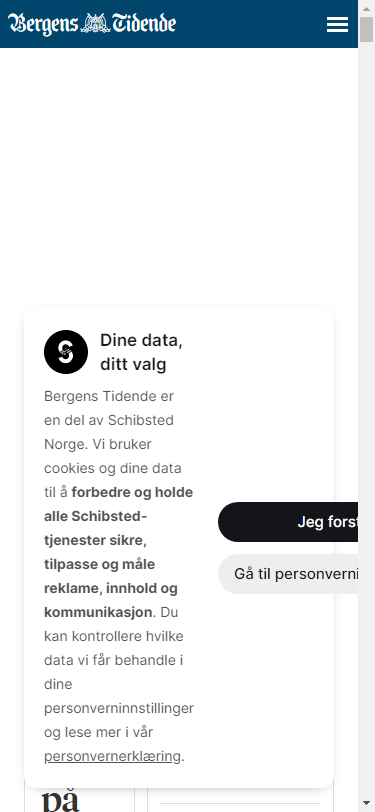 Bergens Tidende
Dine data,
ditt valg
Bergens Tidende er
en del av Schibsted
Norge. Vi bruker
cookies og dine data
til å forbedre og holde
alle Schibsted-
tjenester sikre,
tilpasse og måle
reklame, innhold og
kommunikasjon. Du
kan kontrollere hvilke
data vi får behandle i
dine
personverninnstillinger
og lese mer i vår
personvernerklæring.
Jeg forst
Gå til personverni
på